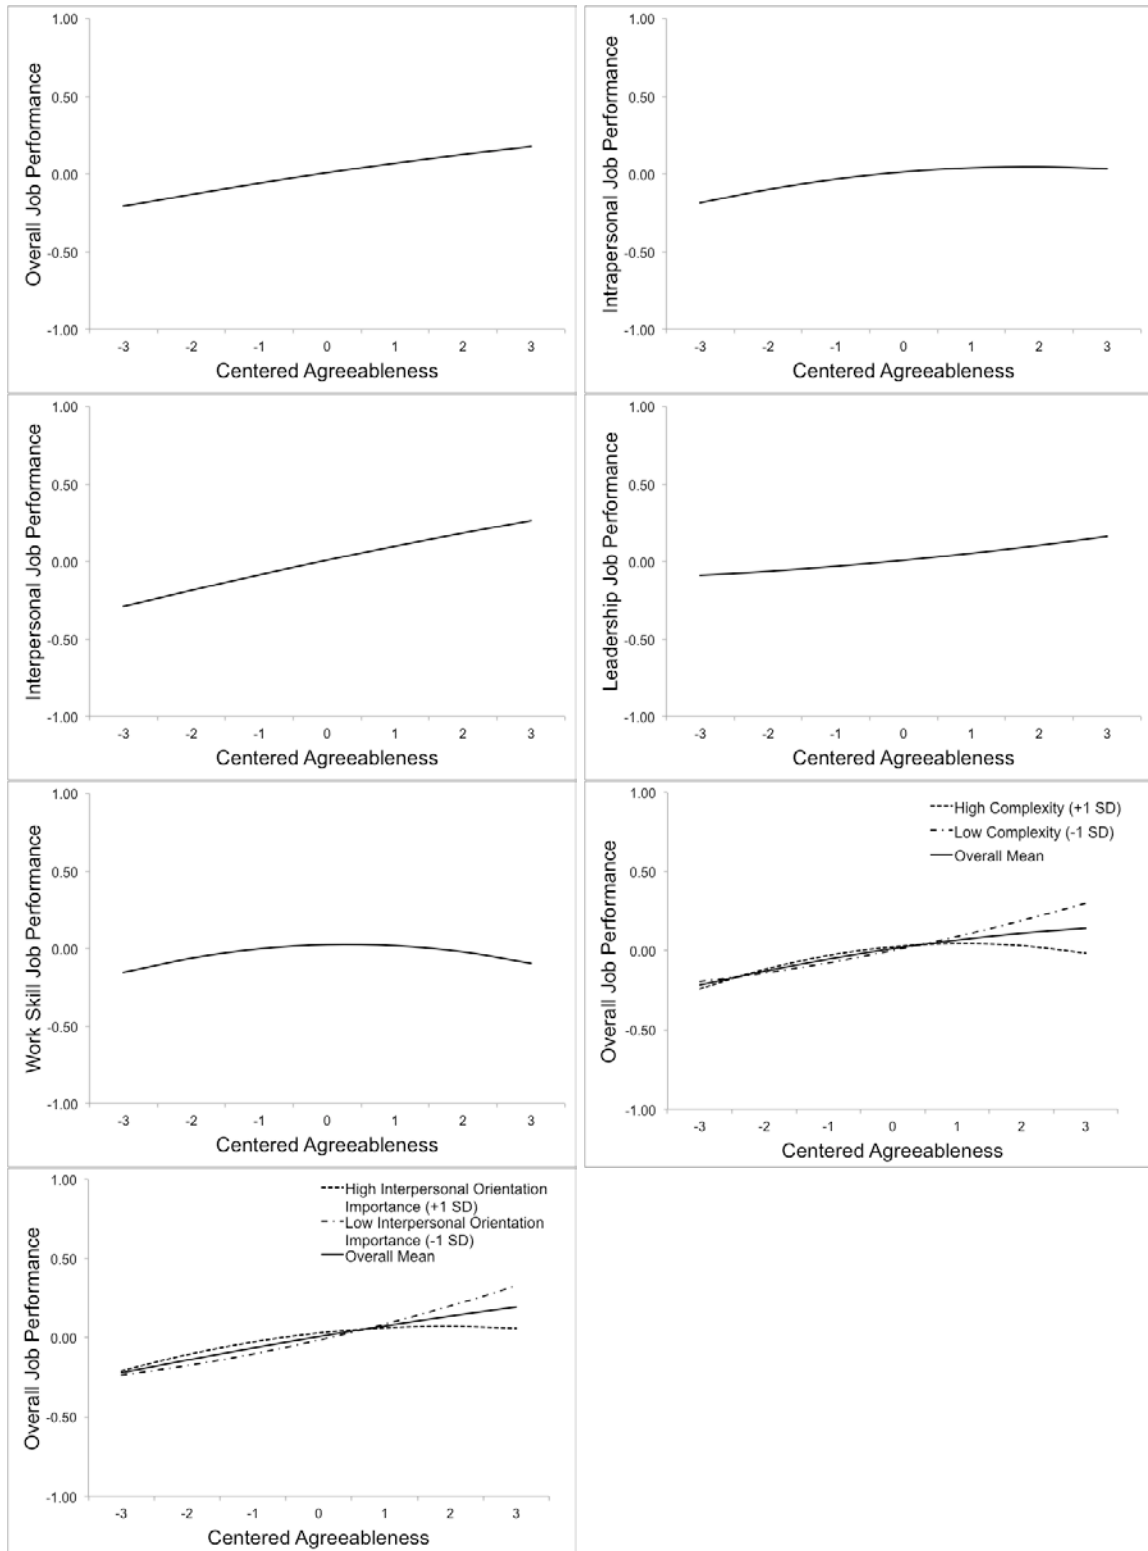 1.00
0.50
0.00
-0.50
-1.00
Overall Job Performance
-3 -2 -1 0 1 2 3
Centered Agreeableness
1.00
0.50
0.00
-0.50
-1.00
Intrapersonal Job Performance
-3 -2 -1 0 1 2 3
Centered Agreeableness
1.00
0.50
0.00
-0.50
-1.00
Interpersonal Job Performance
-3 -2 -1 0 1 2 3
Centered Agreeableness
1.00
0.50
0.00
-0.50
-1.00
Leadership Job Performance
-3 -2 -1 0 1 2 3
Centered Agreeableness
1.00
0.50
0.00
-0.50
-1.00
Work Skill Job Performance
-3 -2 -1 0 1 2 3
Centered Agreeableness
1.00
0.50
0.00
-0.50
-1.00
Overall Job Performance
High Complexity (+1 SD)
Low Complexity (-1 SD)
Overall Mean
-3 -2 -1 0 1 2 3
Centered Agreeableness
1.00
0.50
0.00
-0.50
-1.00
Overall Job Performance
High Interpersonal Orientation
Importance (+1 SD)
Low Interpersonal Orientation
Importance (-1 SD)
Overall Mean
-3 -2 -1 0 1 2 3
Centered Agreeableness